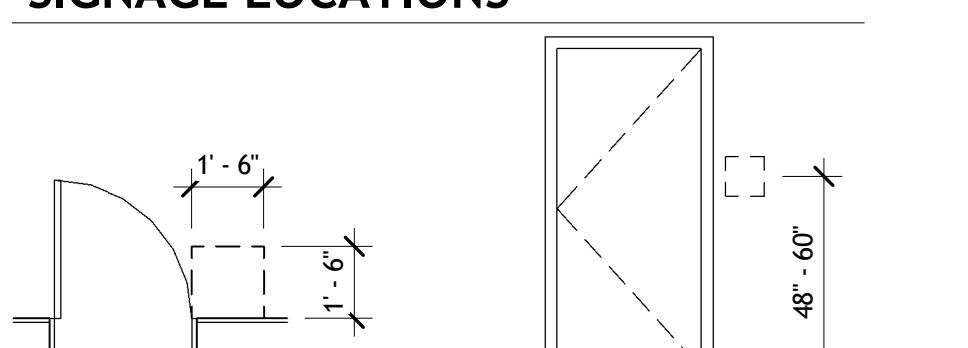 SIGNAGE LOCATIONS
1' - 6"
1' - 6"
48" - 60"